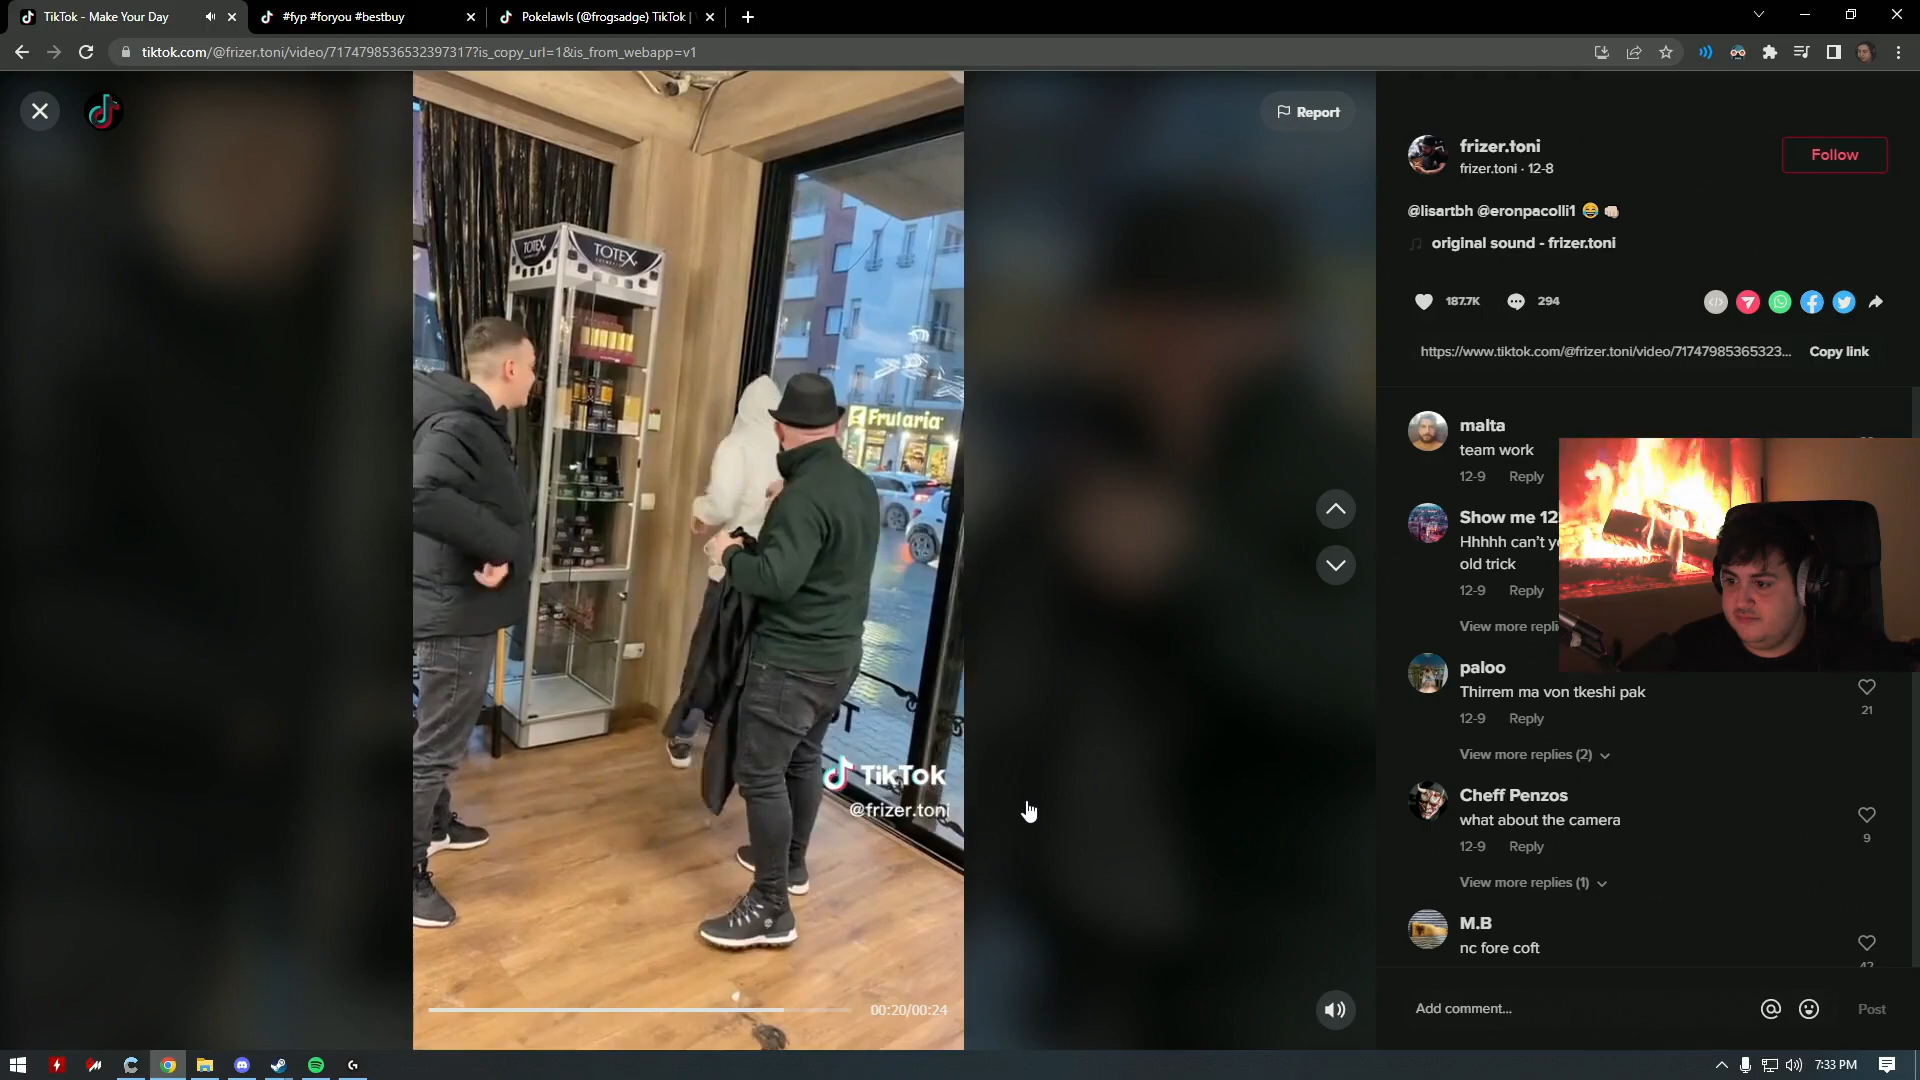 TikTok - Make Your Day
#fyp #foryou #bestbuy
Pokelawls (@frogsadge) TikTok |
tiktok.com/@frizer.toni/video/7174798536532397317?is_copy_url=1&is_from_webapp=v1
Report
TOTEX
TOTEX
Frutaria
TikTok
@frizer.toni
00:20/00:24
frizer.toni
frizer.toni · 12-8
Follow
@lisartbh @eronpacolli1 😂 👊🏻
original sound - frizer.toni
187.7K
294
https://www.tiktok.com/@frizer.toni/video/71747985365323...
Copy link
malta
team work
12-9 Reply
Show me 12
Hhhhh can't y
old trick
12-9 Reply
View more repli
paloo
Thirrem ma von tkeshi pak
12-9 Reply
21
View more replies (2)
Cheff Penzos
what about the camera
12-9 Reply
9
View more replies (1)
M.B
nc fore coft
42
Add comment...
Post
7:33 PM